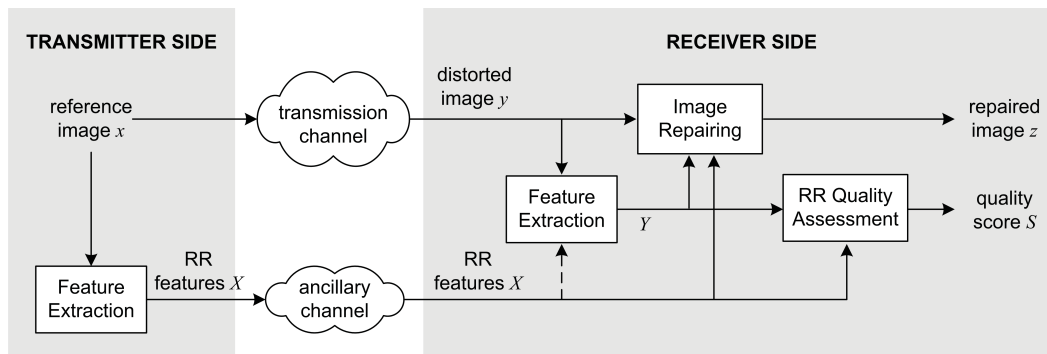 TRANSMITTER SIDE
RECEIVER SIDE
reference
image x
transmission
channel
distorted
image y
Image
Repairing
repaired
image z
Feature
Extraction
Y
RR Quality
Assessment
quality
score S
Feature
Extraction
RR
features X
ancillary
channel
RR
features X